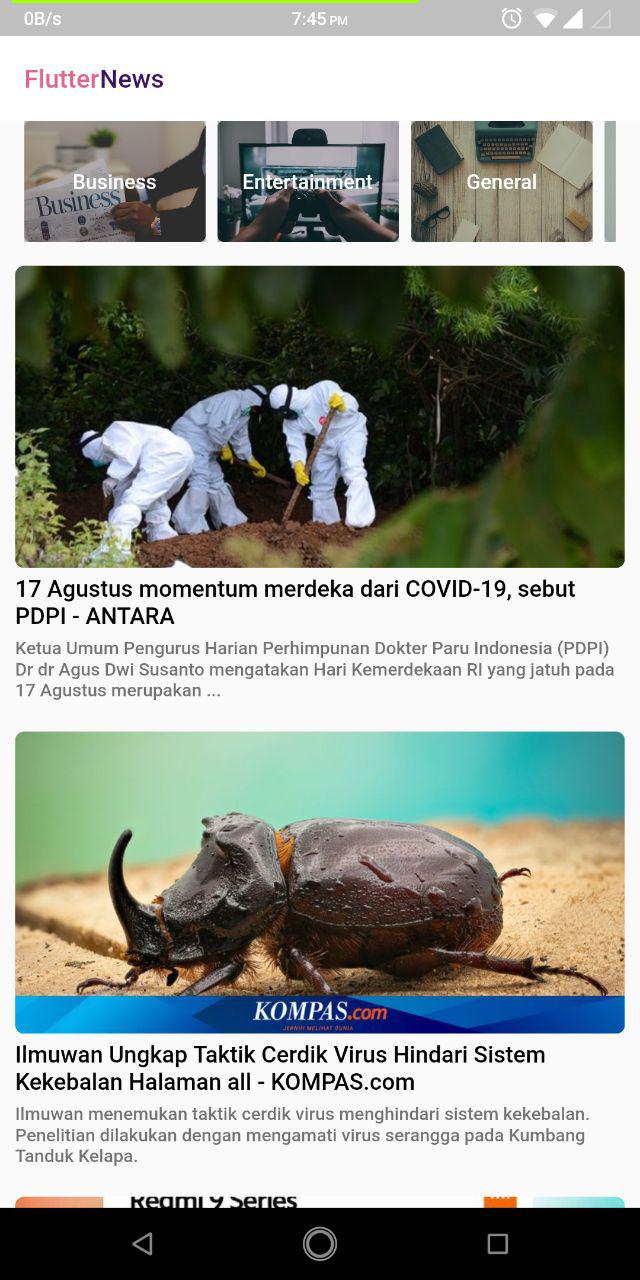 0B/s 7:45 PM
FlutterNews
Business Entertainment General
Business
17 Agustus momentum merdeka dari COVID-19, sebut
PDPI - ANTARA
Ketua Umum Pengurus Harian Perhimpunan Dokter Paru Indonesia (PDPI)
Dr dr Agus Dwi Susanto mengatakan Hari Kemerdekaan RI yang jatuh pada
17 Agustus merupakan ...
KOMPAS.com
JERNIH MELIHAT DUNIA
Ilmuwan Ungkap Taktik Cerdik Virus Hindari Sistem
Kekebalan Halaman all - KOMPAS.com
Ilmuwan menemukan taktik cerdik virus menghindari sistem kekebalan.
Penelitian dilakukan dengan mengamati virus serangga pada Kumbang
Tanduk Kelapa.
Redmi 9 Series